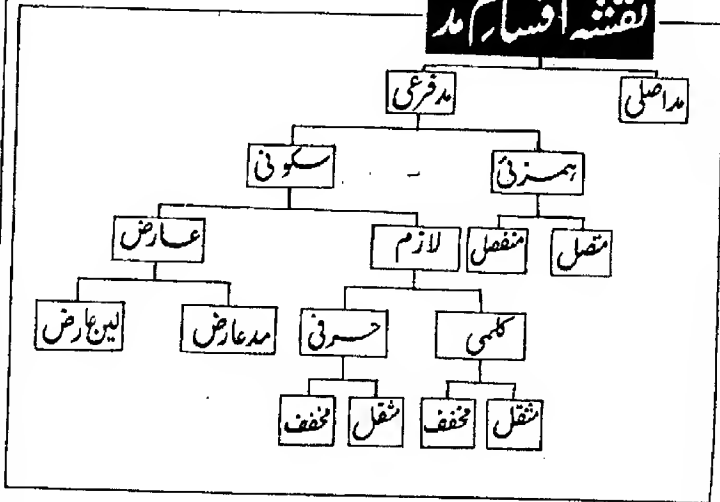 نقشہ اقسامِ مد
مد اصلی
مد فرعی
ہمزئی
سکونی
متصل
منفصل
لازم
عارض
کلمی
حرفی
مد عارض
لین عارض
مثقل
مخفف
مثقل
مخفف